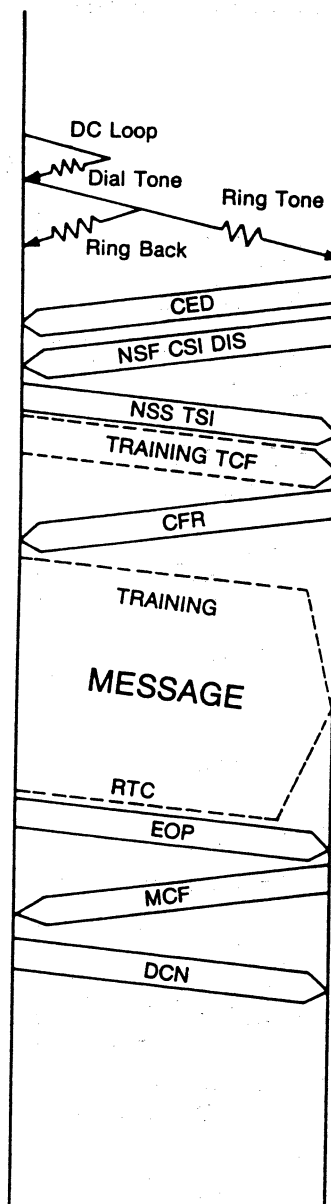 DC Loop
Dial Tone
Ring Tone
Ring Back
CED
NSF CSI DIS
NSS TSI
TRAINING TCF
CFR
TRAINING
MESSAGE
RTC
EOP
MCF
DCN